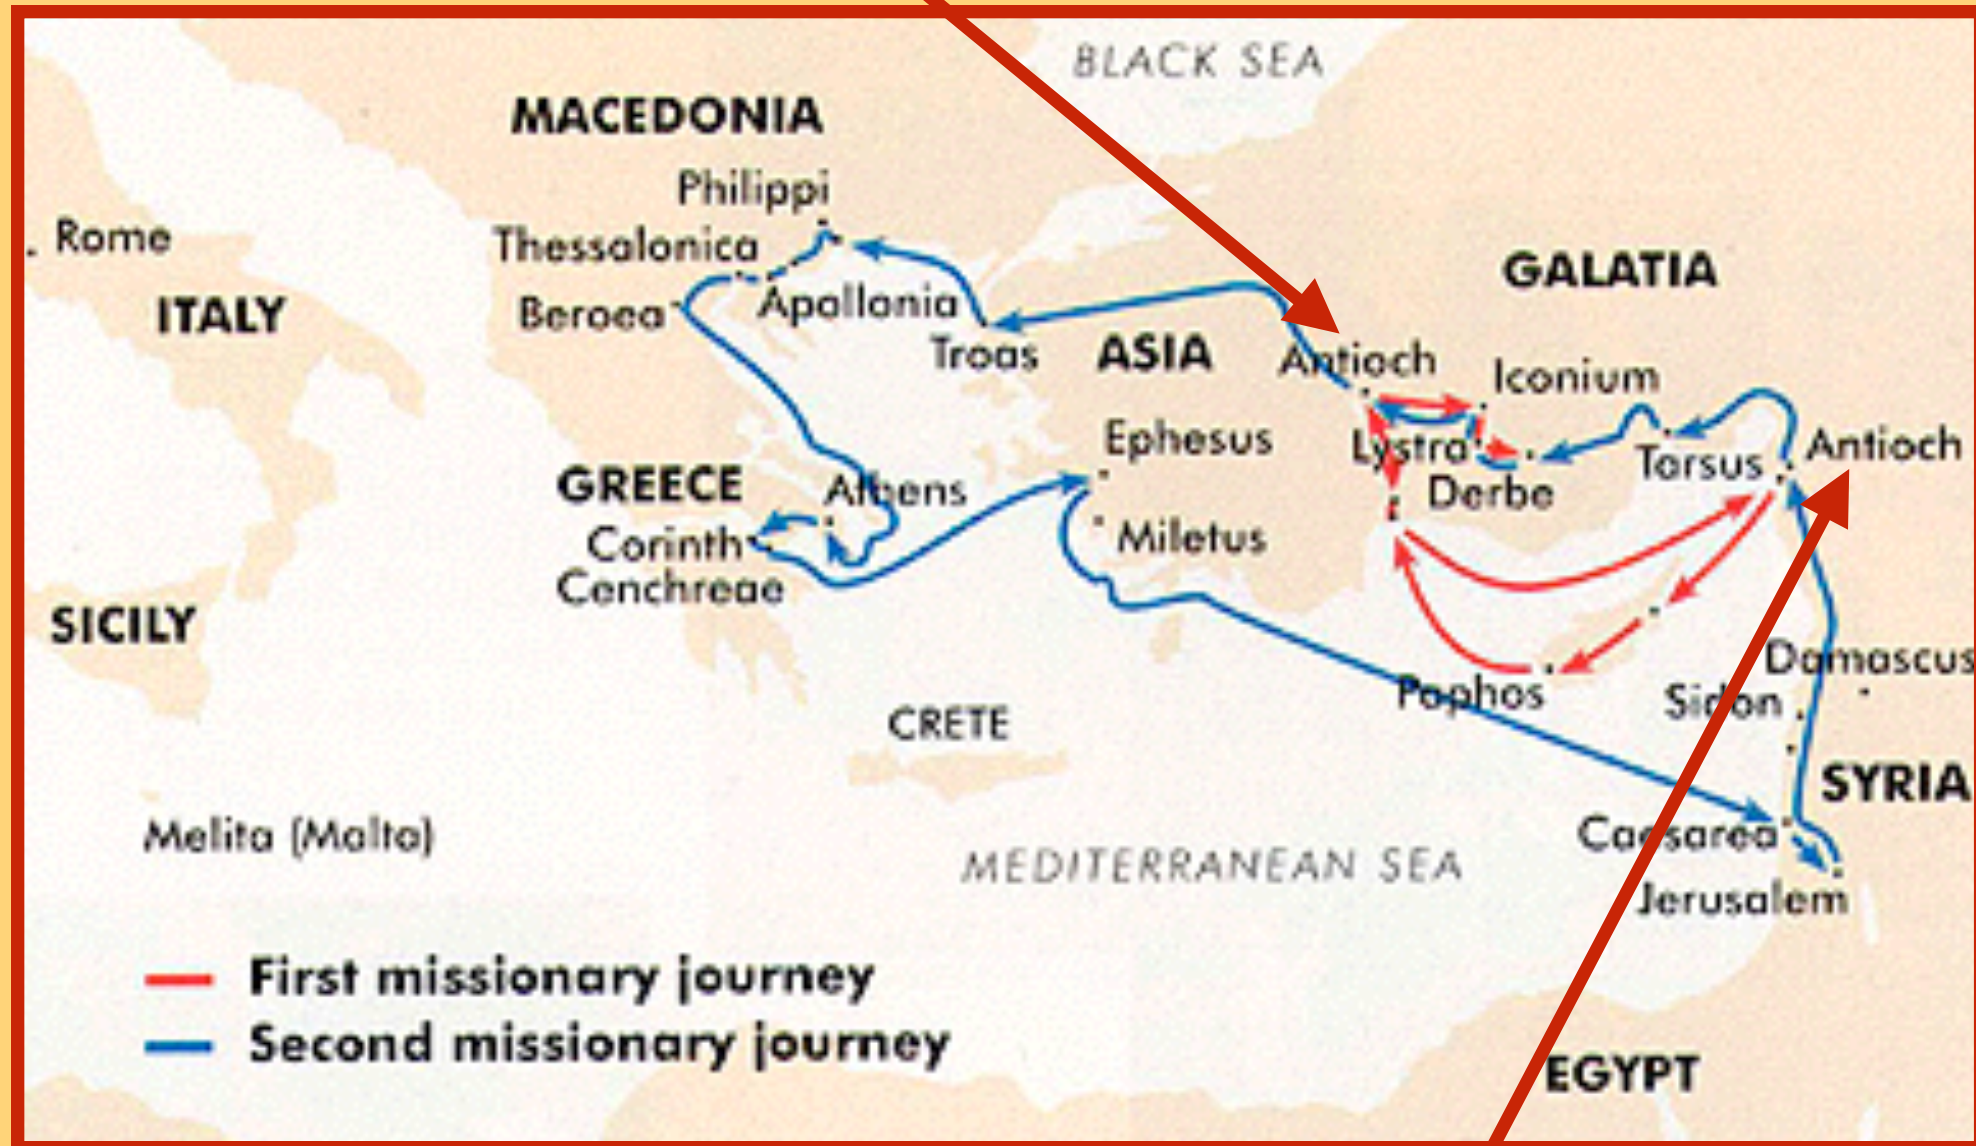 BLACK SEA
MACEDONIA
Philippi
Rome
Thessalonica
GALATIA
ITALY
Beroea
Apollonia
Troas
ASIA
Antioch
Iconium
Ephesus
Lystra
Tarsus
Antioch
GREECE
Athens
Derbe
Corinth
Miletus
Cenchreae
SICILY
Damascus
Paphos
Sidon
CRETE
SYRIA
Melita (Malta)
Caesarea
MEDITERRANEAN SEA
Jerusalem
First missionary journey
Second missionary journey
EGYPT